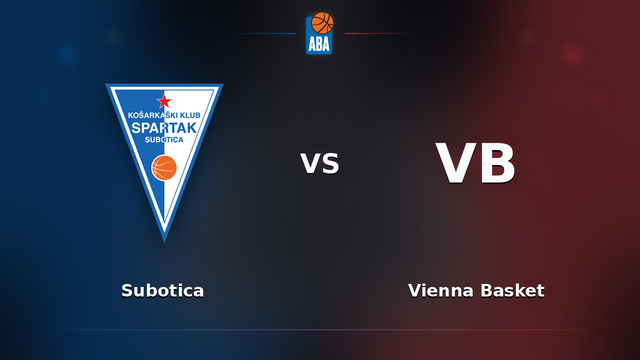 ABA
KOŠARKAŠKI KLUB
SPARTAK
SUBOTICA
VS
VB
Subotica
Vienna Basket